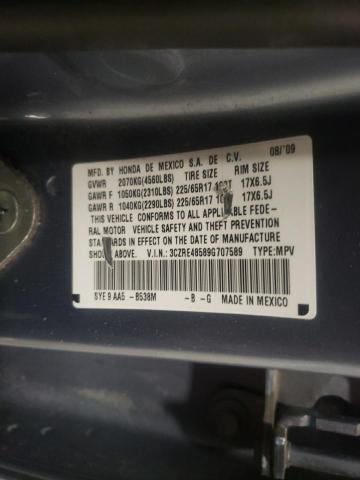 MFD. BY HONDA DE MEXICO S.A. DE C.V. 08/'09
GVWR 2070KG(4560LBS) TIRE SIZE RIM SIZE
GAWR F 1050KG(2310LBS) 225/65R17 17X6.5J
GAWR R 1040KG(2290LBS) 225/65R17 17X6.5J
THIS VEHICLE CONFORMS TO ALL APPLICABLE FEDE-
RAL MOTOR VEHICLE SAFETY AND THEFT PREVENTION
STANDARDS IN EFFECT ON THE DATE OF MANUFACTURE
SHOWN ABOVE. V.I.N.: 3CZRE48589G707589 TYPE:MPV
SYE9AA5 -B538M -B -G MADE IN MEXICO